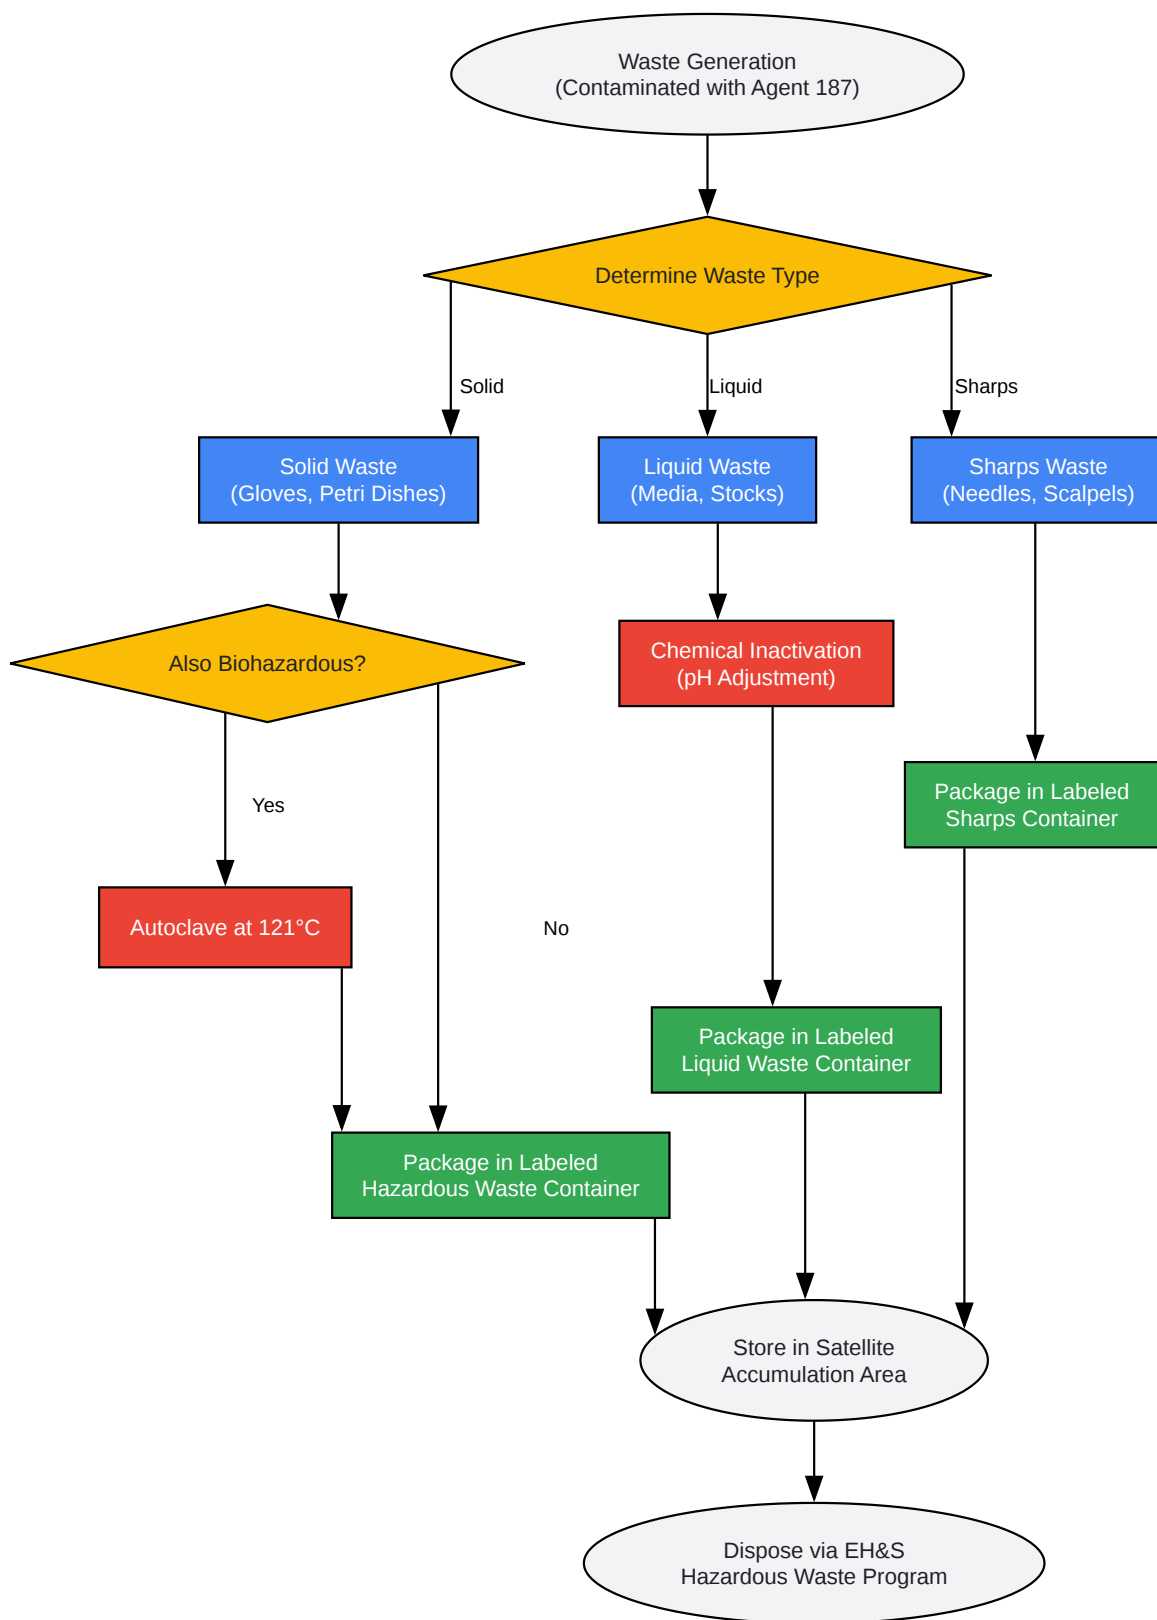 Waste Generation
(Contaminated with Agent 187)
Determine Waste Type
Solid
Liquid
Sharps
Solid Waste
(Gloves, Petri Dishes)
Liquid Waste
(Media, Stocks)
Sharps Waste
(Needles, Scalpels)
Also Biohazardous?
Chemical Inactivation
(pH Adjustment)
Package in Labeled
Sharps Container
Yes
Autoclave at 121°C
No
Package in Labeled
Liquid Waste Container
Package in Labeled
Hazardous Waste Container
Store in Satellite
Accumulation Area
Dispose via EH&S
Hazardous Waste Program